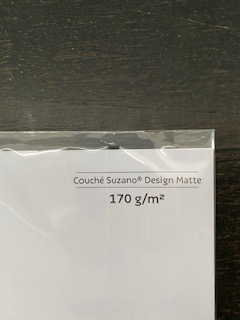 Couché Suzano® Design Matte
170 g/m²